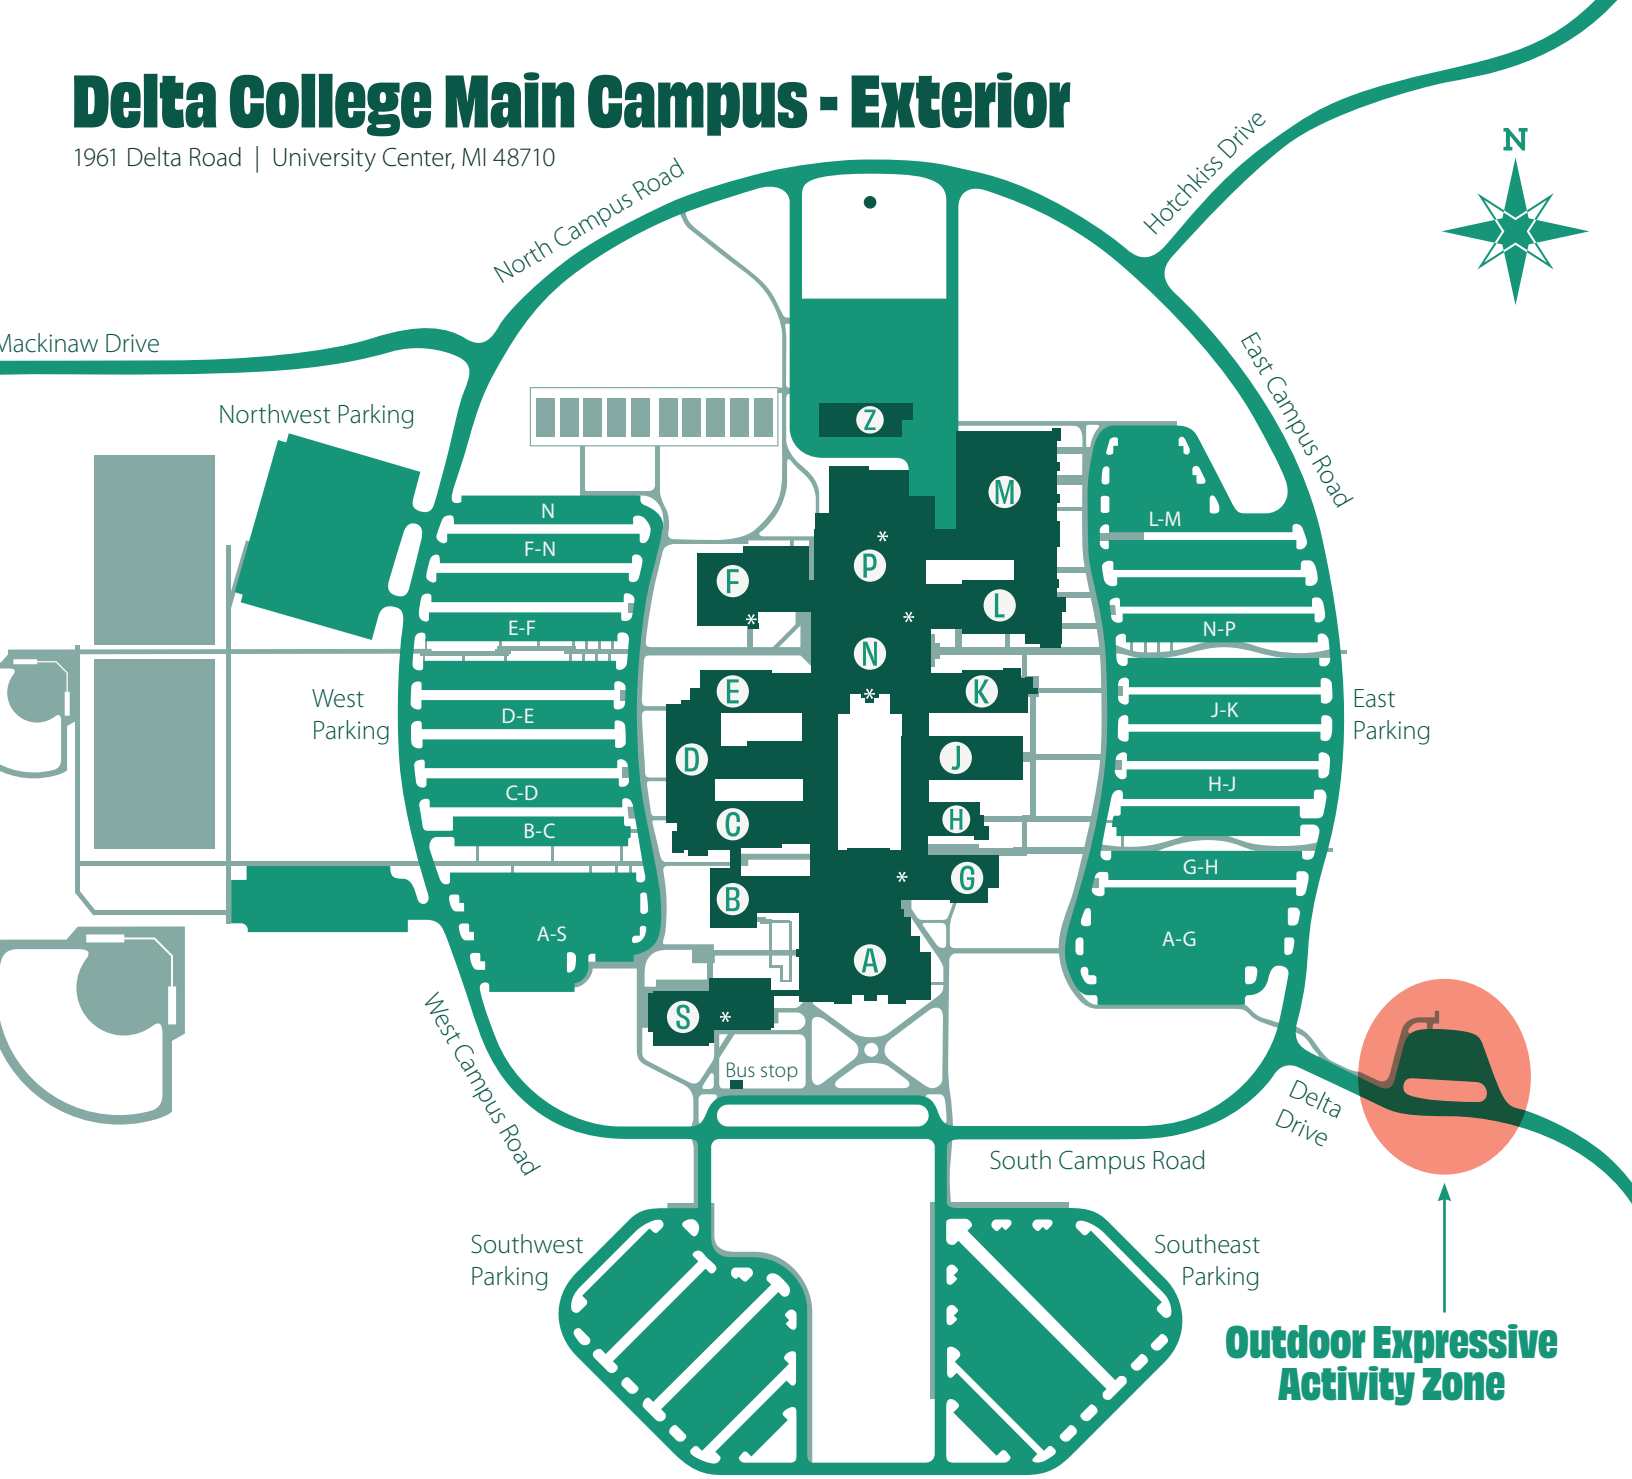 Delta College Main Campus - Exterior
1961 Delta Road | University Center, MI 48710
N
North Campus Road
Hotchkiss Drive
Mackinaw Drive
East Campus Road
Northwest Parking
Z
M
N
L-M
F-N
*
P
F
L
*
*
E-F
N-P
N
E
K
*
West
Parking
D-E
J-K
East
Parking
D
J
H-J
C-D
C
H
B-C
G-H
*
G
B
A-S
A-G
A
S
*
West Campus Road
Bus stop
Delta
Drive
South Campus Road
Southwest
Parking
Southeast
Parking
Outdoor Expressive
Activity Zone